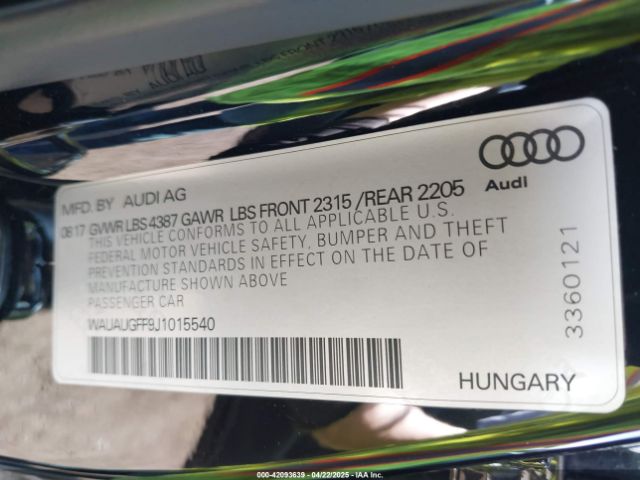 MFD. BY AUDI AG
0817 GVWR LBS 4387 GAWR LBS FRONT 2315 /REAR 2205
THIS VEHICLE CONFORMS TO ALL APPLICABLE U.S.
FEDERAL MOTOR VEHICLE SAFETY, BUMPER AND THEFT
PREVENTION STANDARDS IN EFFECT ON THE DATE OF
MANUFACTURE SHOWN ABOVE
PASSENGER CAR
WAUAUGFF9J1015540
Audi
3360121
HUNGARY
000-42093639 - 04/22/2025 - IAA Inc.